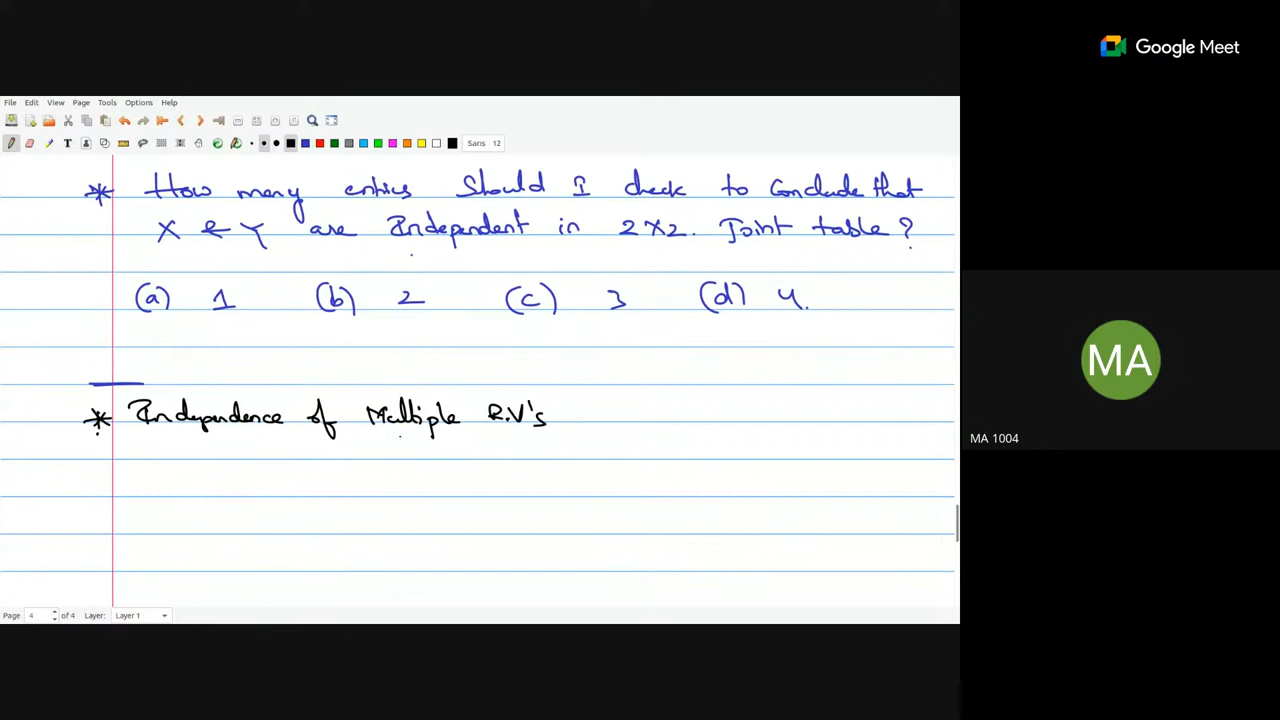 Google Meet
File Edit View Page Tools Options Help
T Sans 12
* How many entries should I check to conclude that
X & Y are Independent in 2x2. Joint table?
(a) 1 (b) 2 (c) 3 (d) 4.
* Independence of Multiple R.V's
MA
MA 1004
Page 4 of 4 Layer: Layer 1